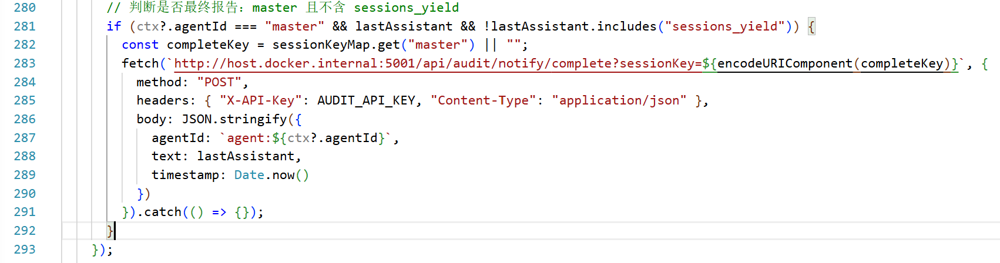 280 // 判断是否最终报告：master 且不含 sessions_yield
281 if (ctx?.agentId === "master" && lastAssistant && !lastAssistant.includes("sessions_yield")) {
282 const completeKey = sessionKeyMap.get("master") || "";
283 fetch(`http://host.docker.internal:5001/api/audit/notify/complete?sessionKey=${encodeURIComponent(completeKey)}`, {
284 method: "POST",
285 headers: { "X-API-Key": AUDIT_API_KEY, "Content-Type": "application/json" },
286 body: JSON.stringify({
287 agentId: `agent:${ctx?.agentId}`,
288 text: lastAssistant,
289 timestamp: Date.now()
290 })
291 }).catch(() => {});
292 }
293 });